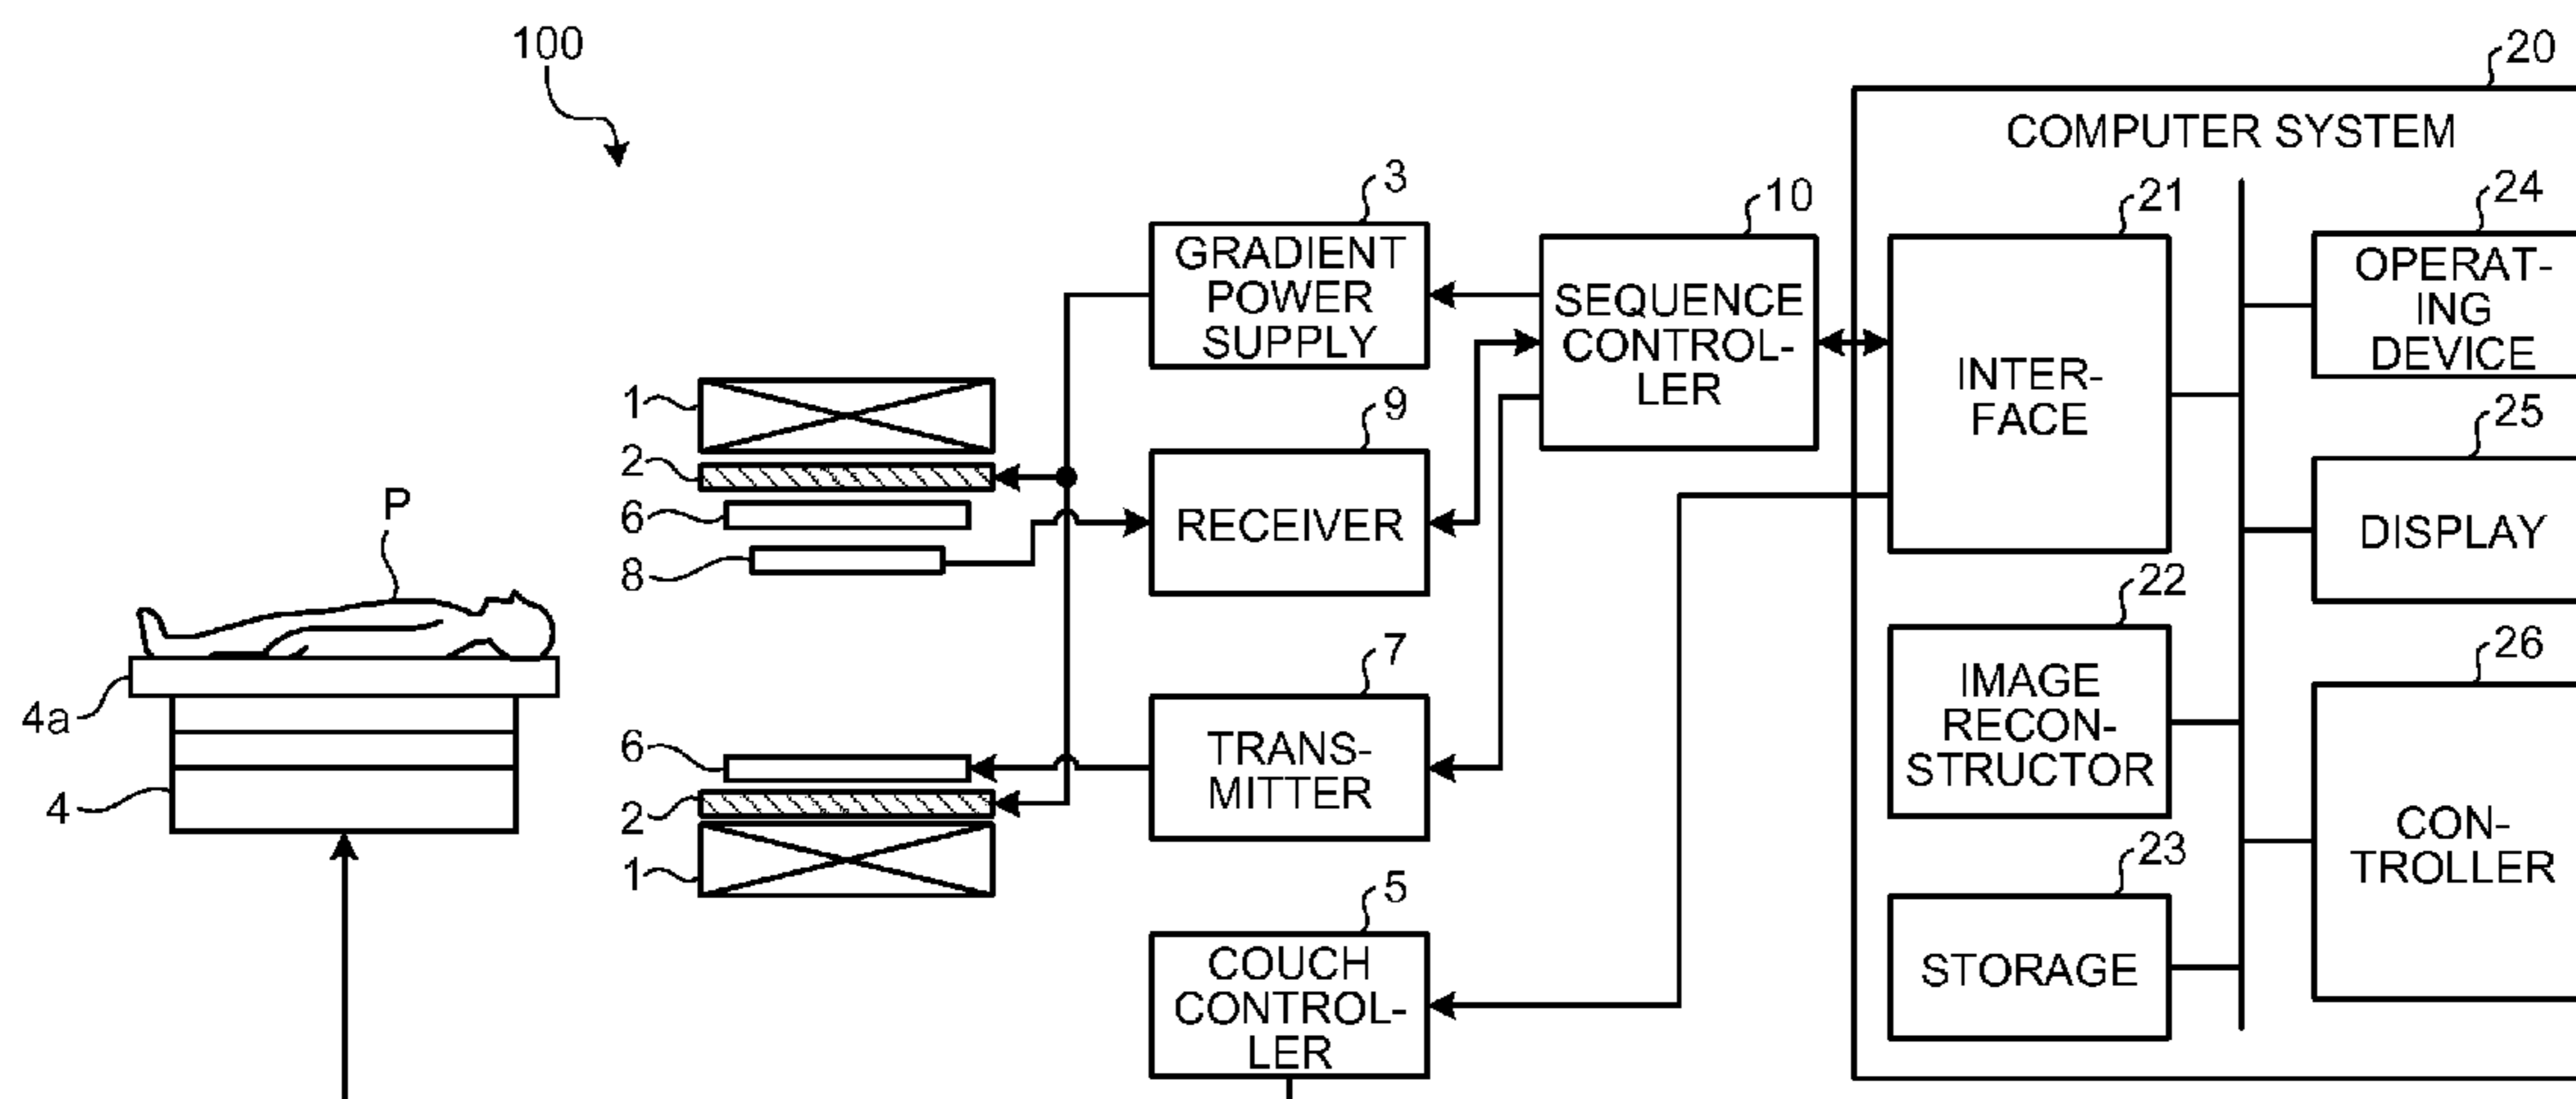 100
20
COMPUTER SYSTEM
3
GRADIENT
POWER
SUPPLY
10
SEQUENCE
CONTROL-
LER
21
INTER-
FACE
24
OPERAT-
ING
DEVICE
1
2
6
8
9
RECEIVER
25
DISPLAY
P
4a
4
22
IMAGE
RECON-
STRUCTOR
26
CON-
TROLLER
7
TRANS-
MITTER
6
2
1
23
STORAGE
5
COUCH
CONTROL-
LER